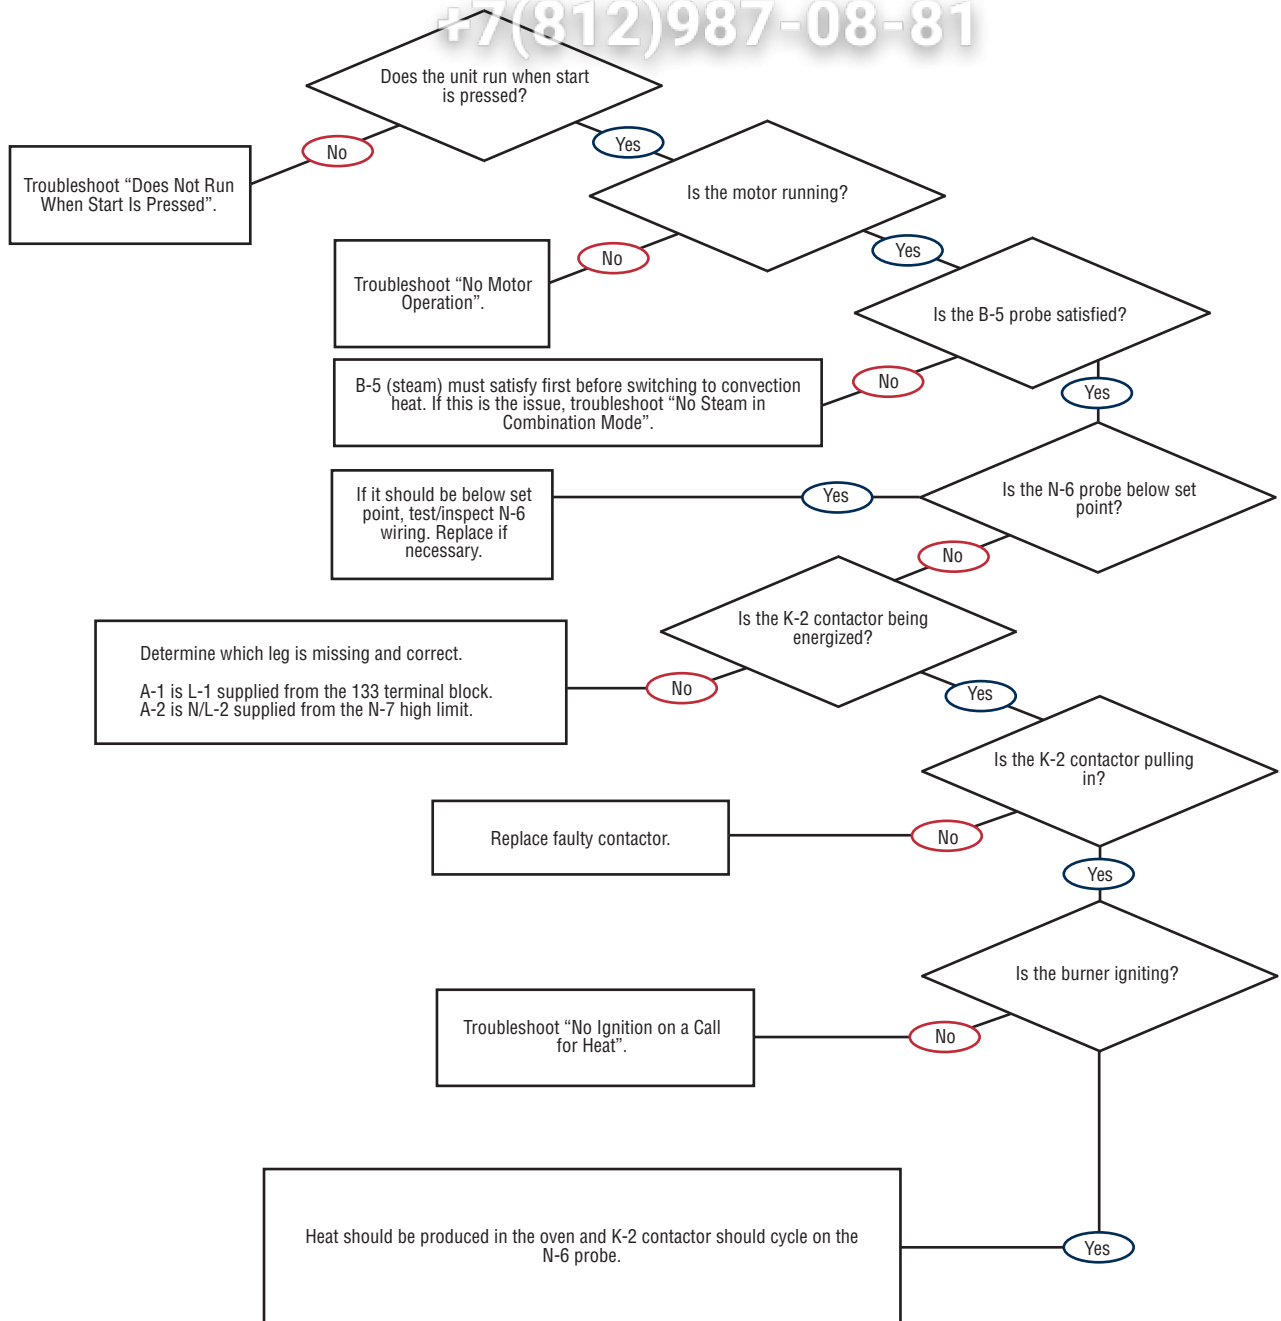 +7(812)987-08-81
Does the unit run when start
is pressed?
No
Yes
Troubleshoot “Does Not Run
When Start Is Pressed”.
Is the motor running?
No
Yes
Troubleshoot “No Motor
Operation”.
Is the B-5 probe satisfied?
No
Yes
B-5 (steam) must satisfy first before switching to convection
heat. If this is the issue, troubleshoot “No Steam in
Combination Mode”.
Is the N-6 probe below set
point?
Yes
No
If it should be below set
point, test/inspect N-6
wiring. Replace if
necessary.
Is the K-2 contactor being
energized?
No
Yes
Determine which leg is missing and correct.
A-1 is L-1 supplied from the 133 terminal block.
A-2 is N/L-2 supplied from the N-7 high limit.
Is the K-2 contactor pulling
in?
No
Yes
Replace faulty contactor.
Is the burner igniting?
No
Yes
Troubleshoot “No Ignition on a Call
for Heat”.
Heat should be produced in the oven and K-2 contactor should cycle on the
N-6 probe.